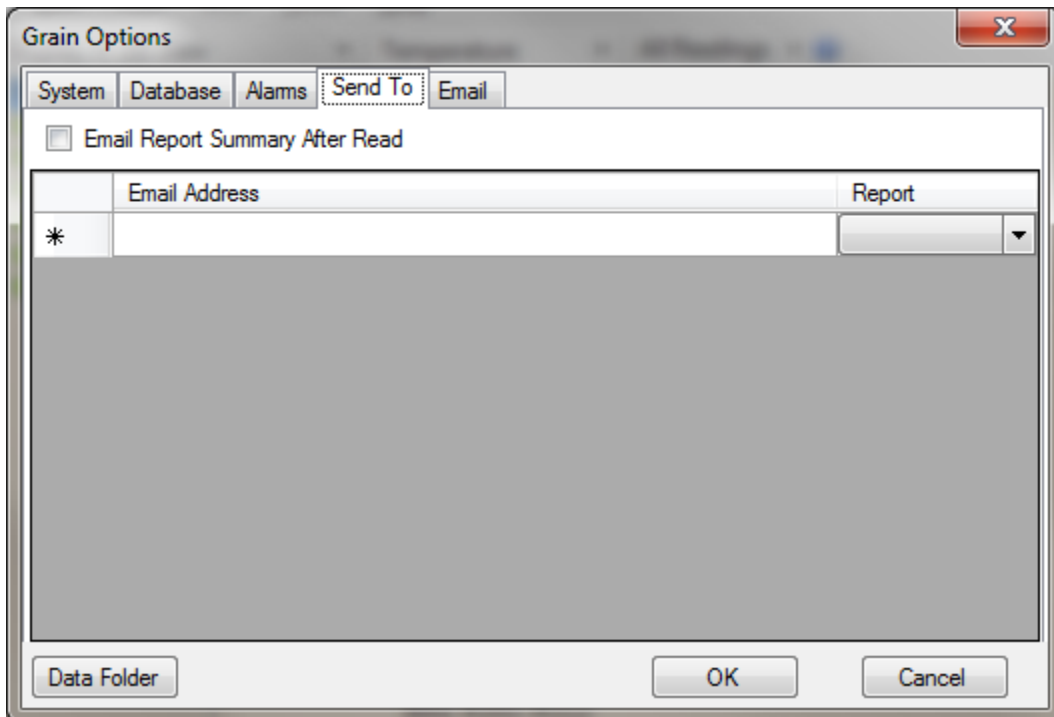 Grain Options
System Database Alarms Send To Email
Email Report Summary After Read
Email Address Report
Data Folder OK Cancel